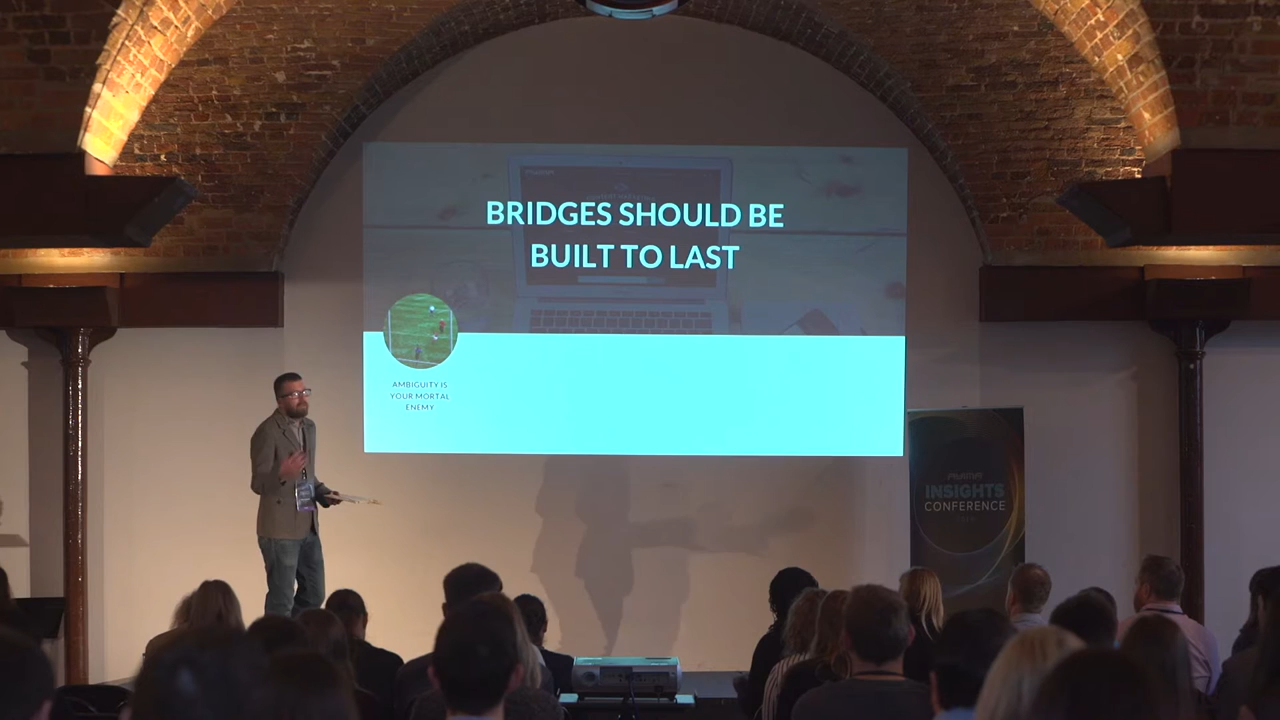 BRIDGES SHOULD BE
BUILT TO LAST
AMBIGUITY IS
YOUR MORTAL
ENEMY
INSIGHTS
CONFERENCE